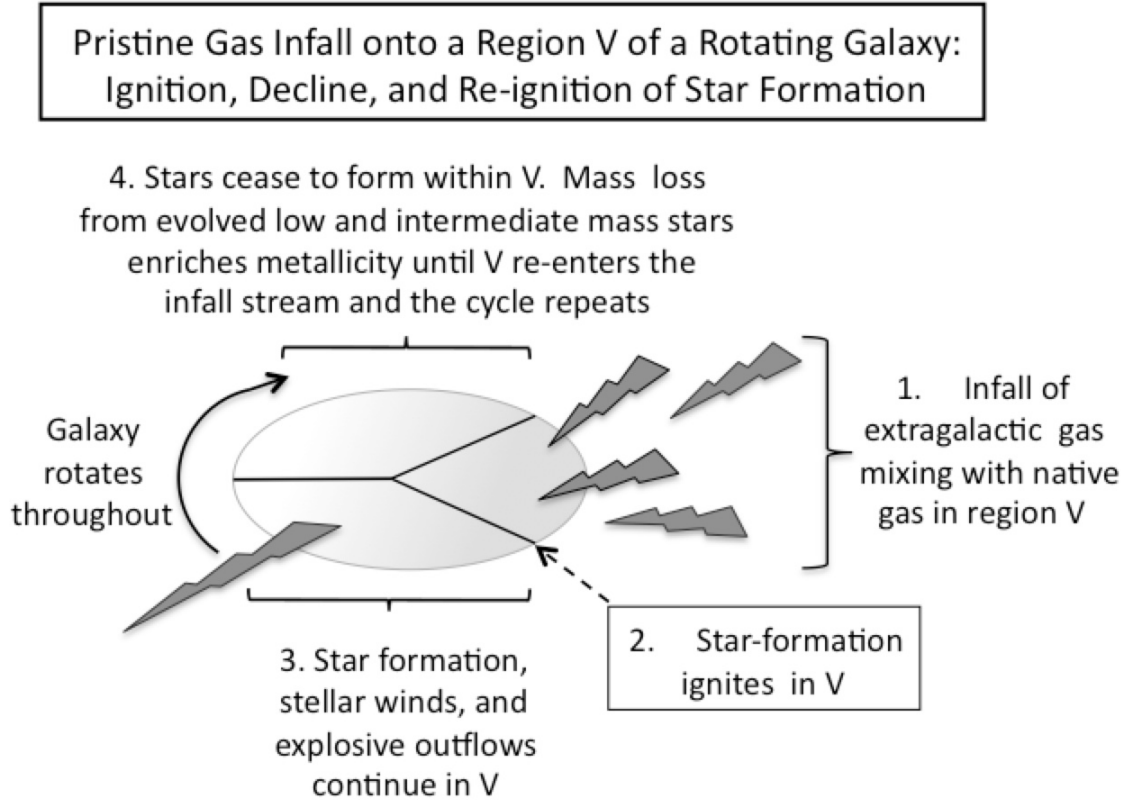 Pristine Gas Infall onto a Region V of a Rotating Galaxy:
Ignition, Decline, and Re-ignition of Star Formation
4. Stars cease to form within V. Mass loss
from evolved low and intermediate mass stars
enriches metallicity until V re-enters the
infall stream and the cycle repeats
Galaxy
rotates
throughout
1. Infall of
extragalactic gas
mixing with native
gas in region V
2. Star-formation
ignites in V
3. Star formation,
stellar winds, and
explosive outflows
continue in V